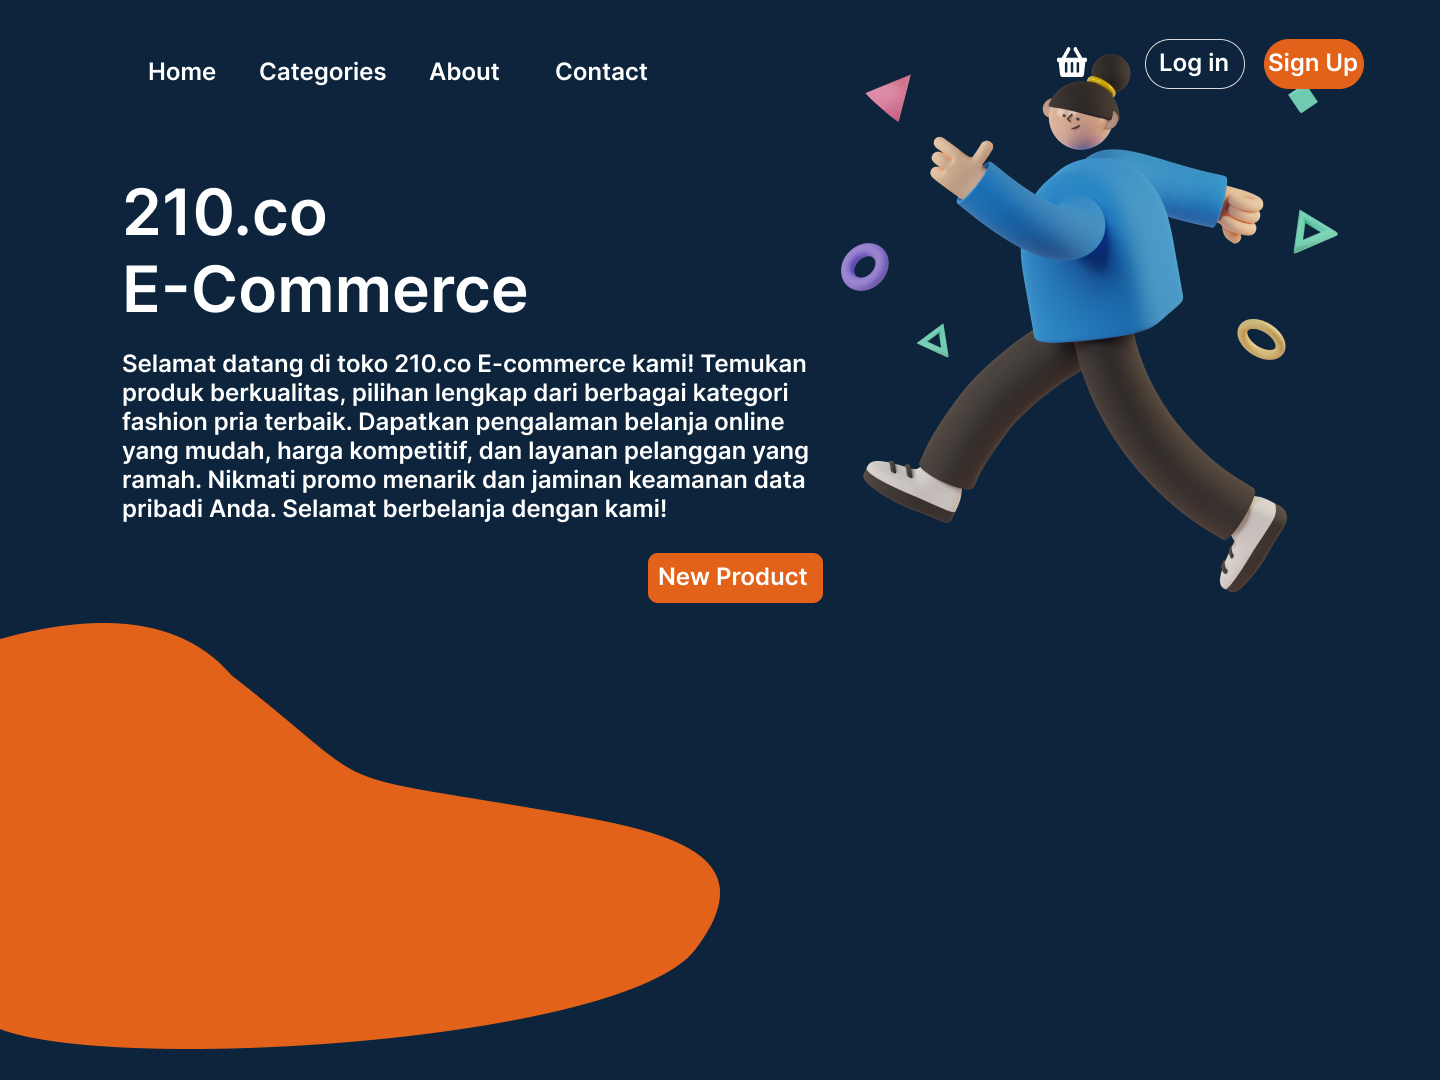 Home Categories About Contact Log in Sign Up
210.co
E-Commerce
Selamat datang di toko 210.co E-commerce kami! Temukan
produk berkualitas, pilihan lengkap dari berbagai kategori
fashion pria terbaik. Dapatkan pengalaman belanja online
yang mudah, harga kompetitif, dan layanan pelanggan yang
ramah. Nikmati promo menarik dan jaminan keamanan data
pribadi Anda. Selamat berbelanja dengan kami!
New Product